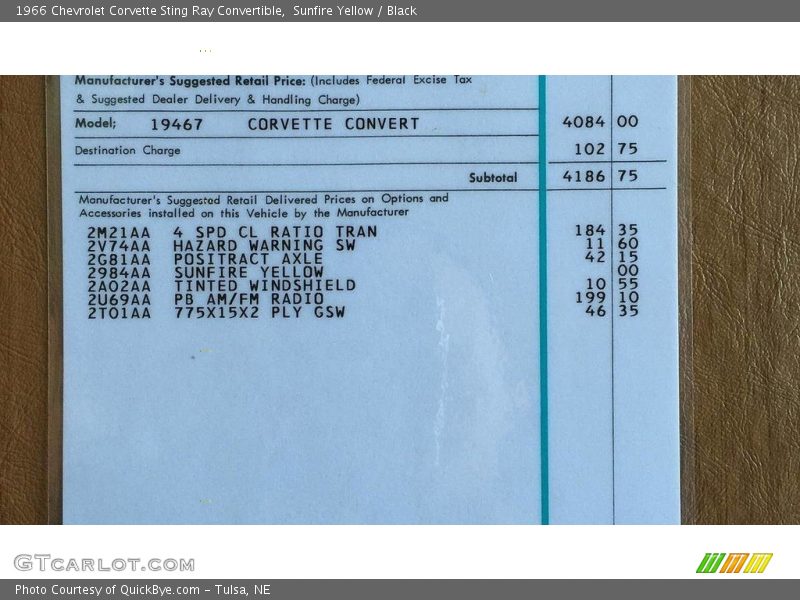 1966 Chevrolet Corvette Sting Ray Convertible,  Sunfire Yellow / Black
Manufacturer's Suggested Retail Price: (Includes Federal Excise Tax
& Suggested Dealer Delivery & Handling Charge)
Model; 19467 CORVETTE CONVERT 4084 00
Destination Charge 102 75
Subtotal 4186 75
Manufacturer's Suggested Retail Delivered Prices on Options and
Accessories installed on this Vehicle by the Manufacturer
2M21AA 4 SPD CL RATIO TRAN 184 35
2V74AA HAZARD WARNING SW 11 60
2G81AA POSITRACT AXLE 42 15
2984AA SUNFIRE YELLOW 00
2A02AA TINTED WINDSHIELD 10 55
2U69AA PB AM/FM RADIO 199 10
2T01AA 775X15X2 PLY GSW 46 35
GTCARLOT.COM
Photo Courtesy of QuickBye.com – Tulsa, NE